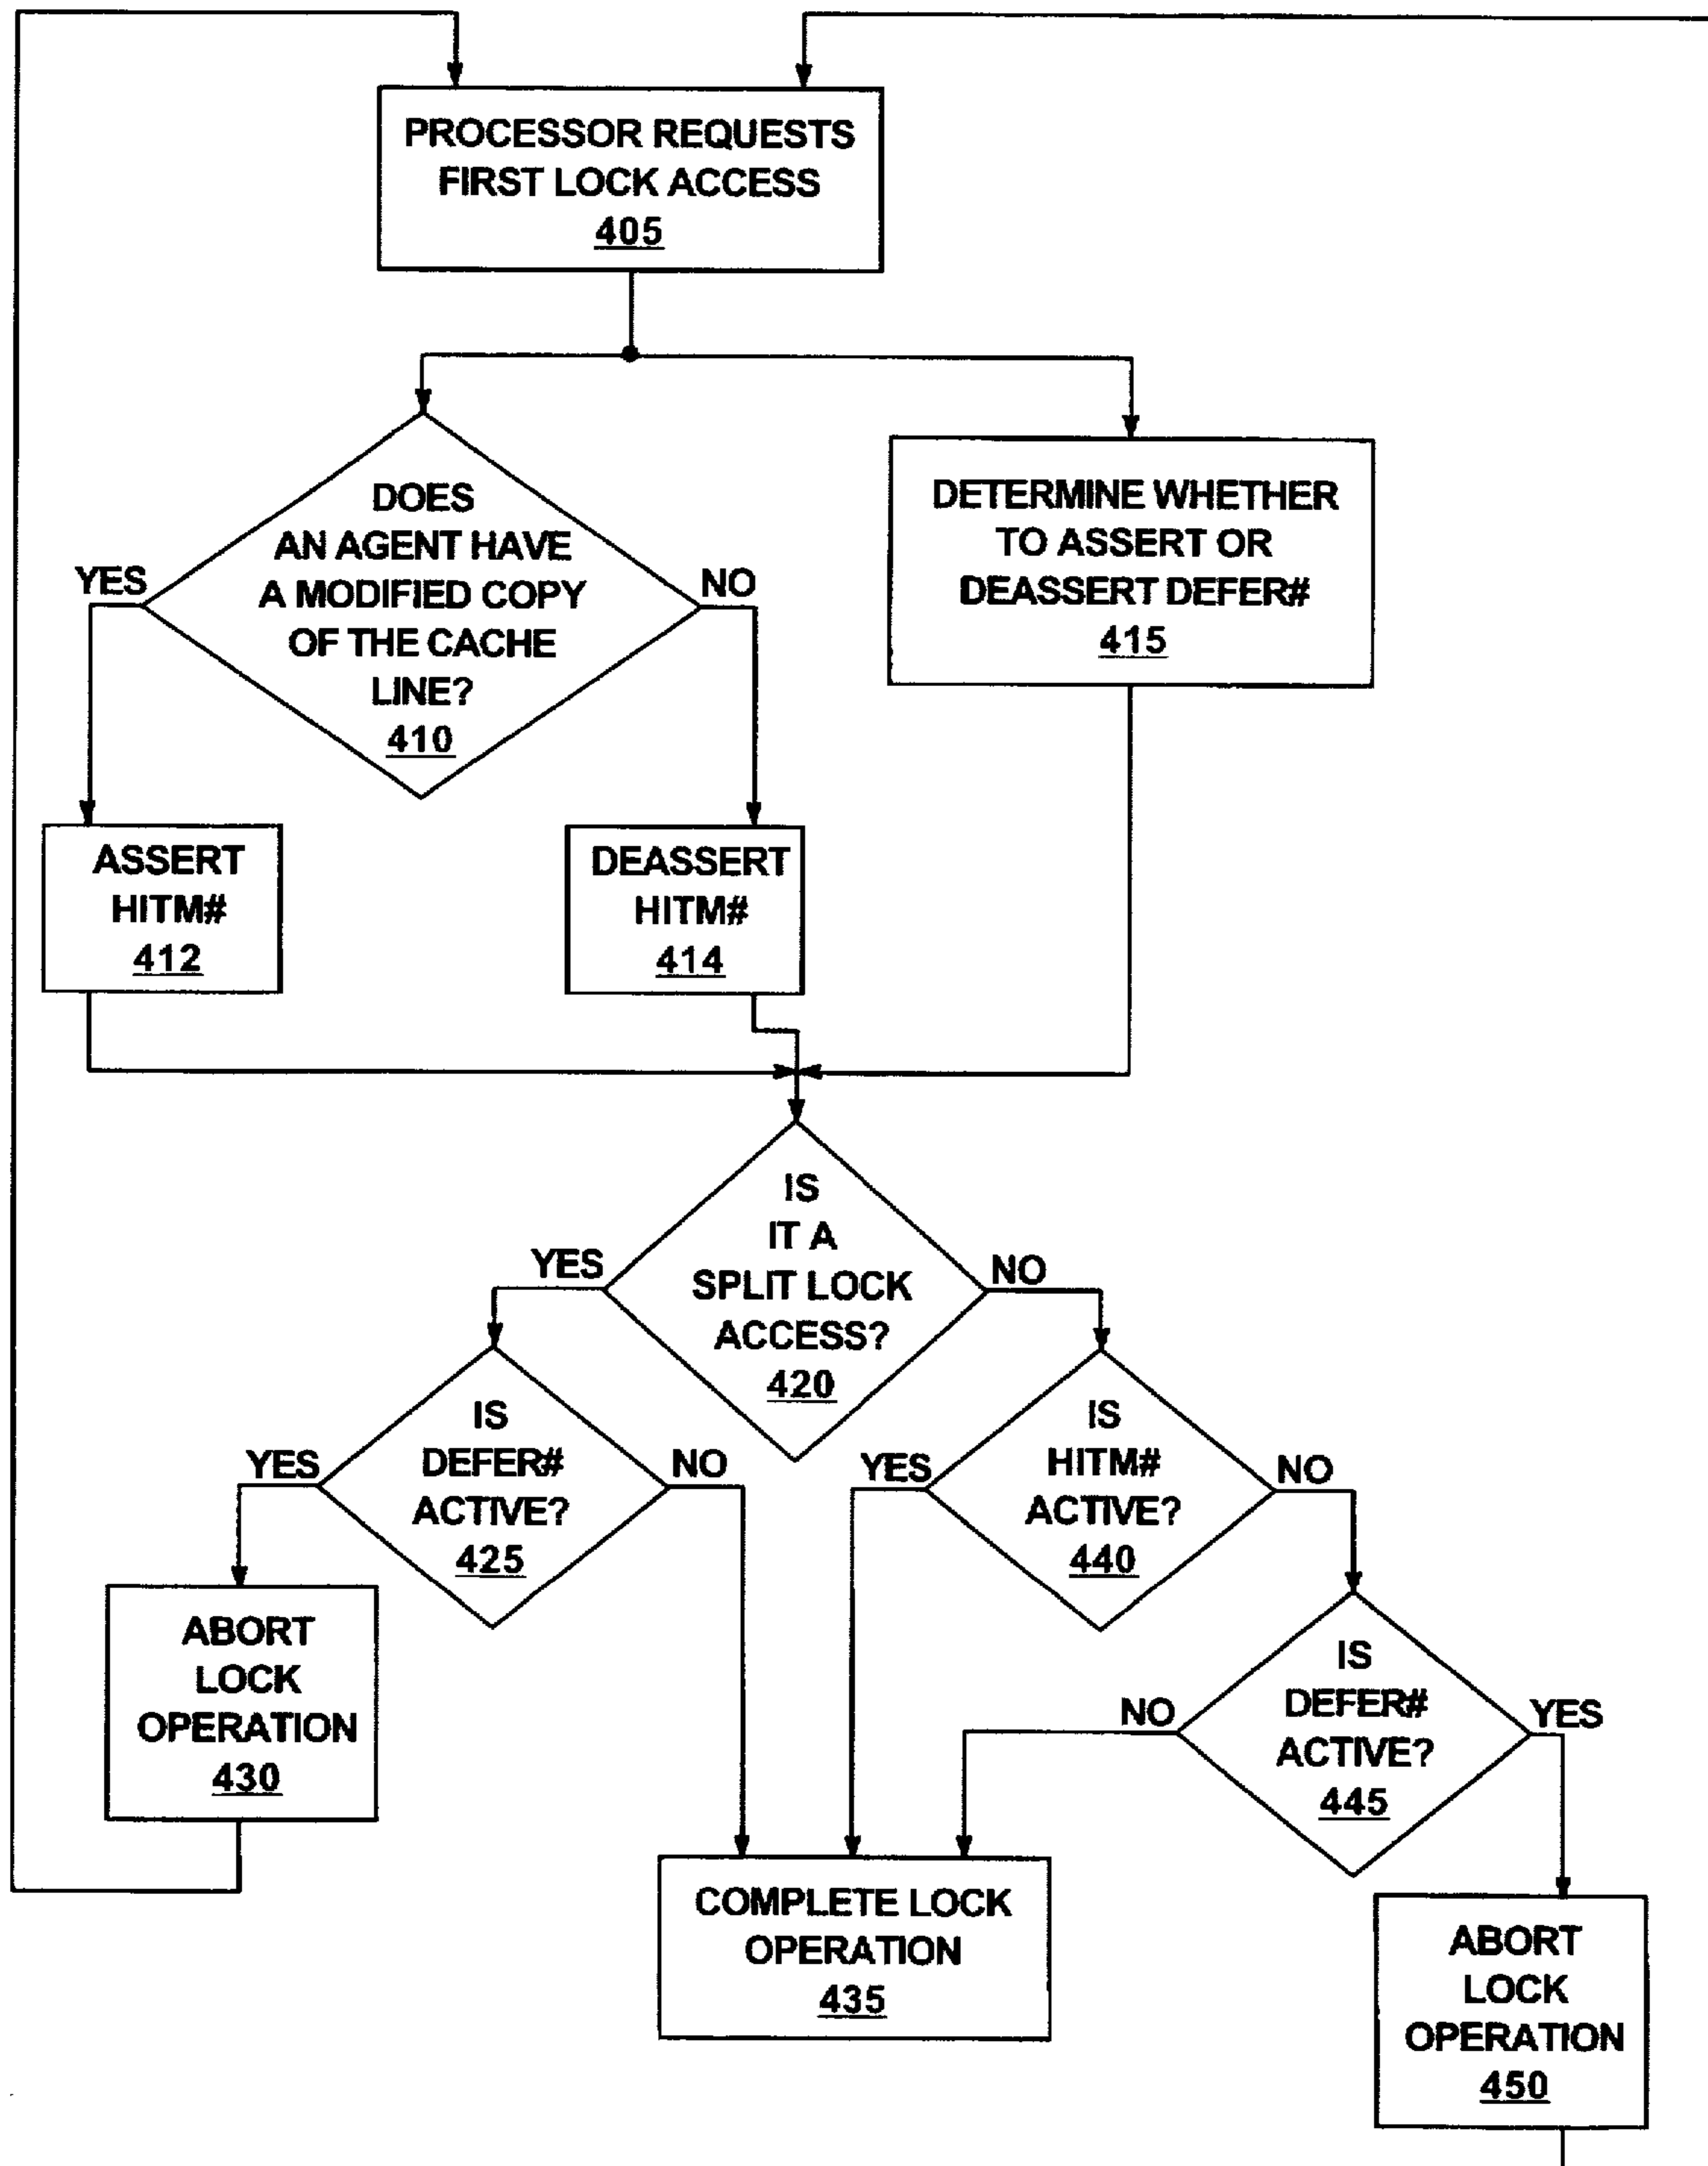 PROCESSOR REQUESTS
FIRST LOCK ACCESS
405
DOES
AN AGENT HAVE
A MODIFIED COPY
OF THE CACHE
LINE?
410
YES
NO
DETERMINE WHETHER
TO ASSERT OR
DEASSERT DEFER#
415
ASSERT
HITM#
412
DEASSERT
HITM#
414
IS
IT A
SPLIT LOCK
ACCESS?
420
YES
NO
IS
DEFER#
ACTIVE?
425
YES
NO
IS
HITM#
ACTIVE?
440
YES
NO
ABORT
LOCK
OPERATION
430
IS
DEFER#
ACTIVE?
445
NO
YES
COMPLETE LOCK
OPERATION
435
ABORT
LOCK
OPERATION
450